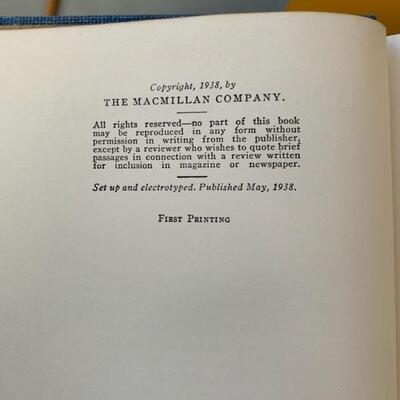 Copyright, 1938, by
THE MACMILLAN COMPANY.
All rights reserved—no part of this book
may be reproduced in any form without
permission in writing from the publisher,
except by a reviewer who wishes to quote brief
passages in connection with a review written
for inclusion in magazine or newspaper.
Set up and electrotyped. Published May, 1938.
FIRST PRINTING